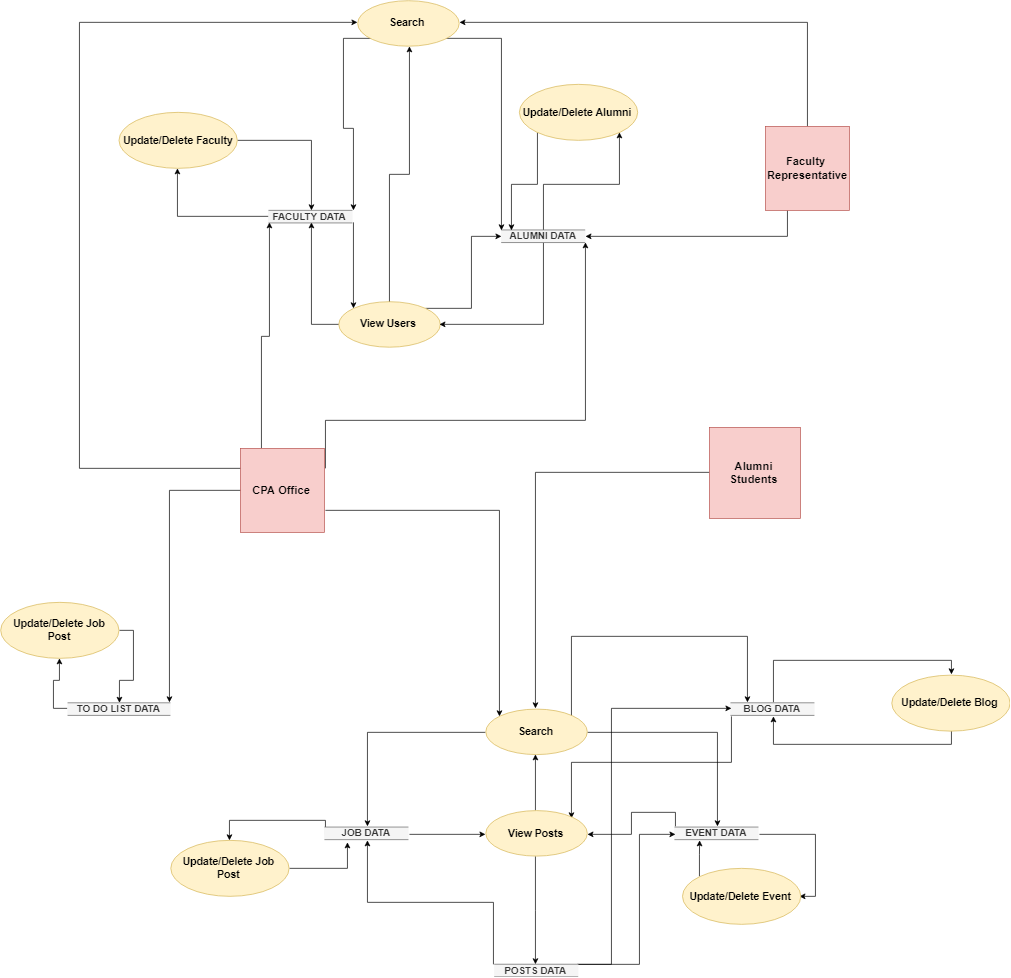 Search
Update/Delete Alumni
Update/Delete Faculty
Faculty
Representative
FACULTY DATA
ALUMNI DATA
View Users
Alumni
Students
CPA Office
Update/Delete Job
Post
TO DO LIST DATA
BLOG DATA
Update/Delete Blog
Search
JOB DATA
View Posts
EVENT DATA
Update/Delete Job
Post
Update/Delete Event
POSTS DATA